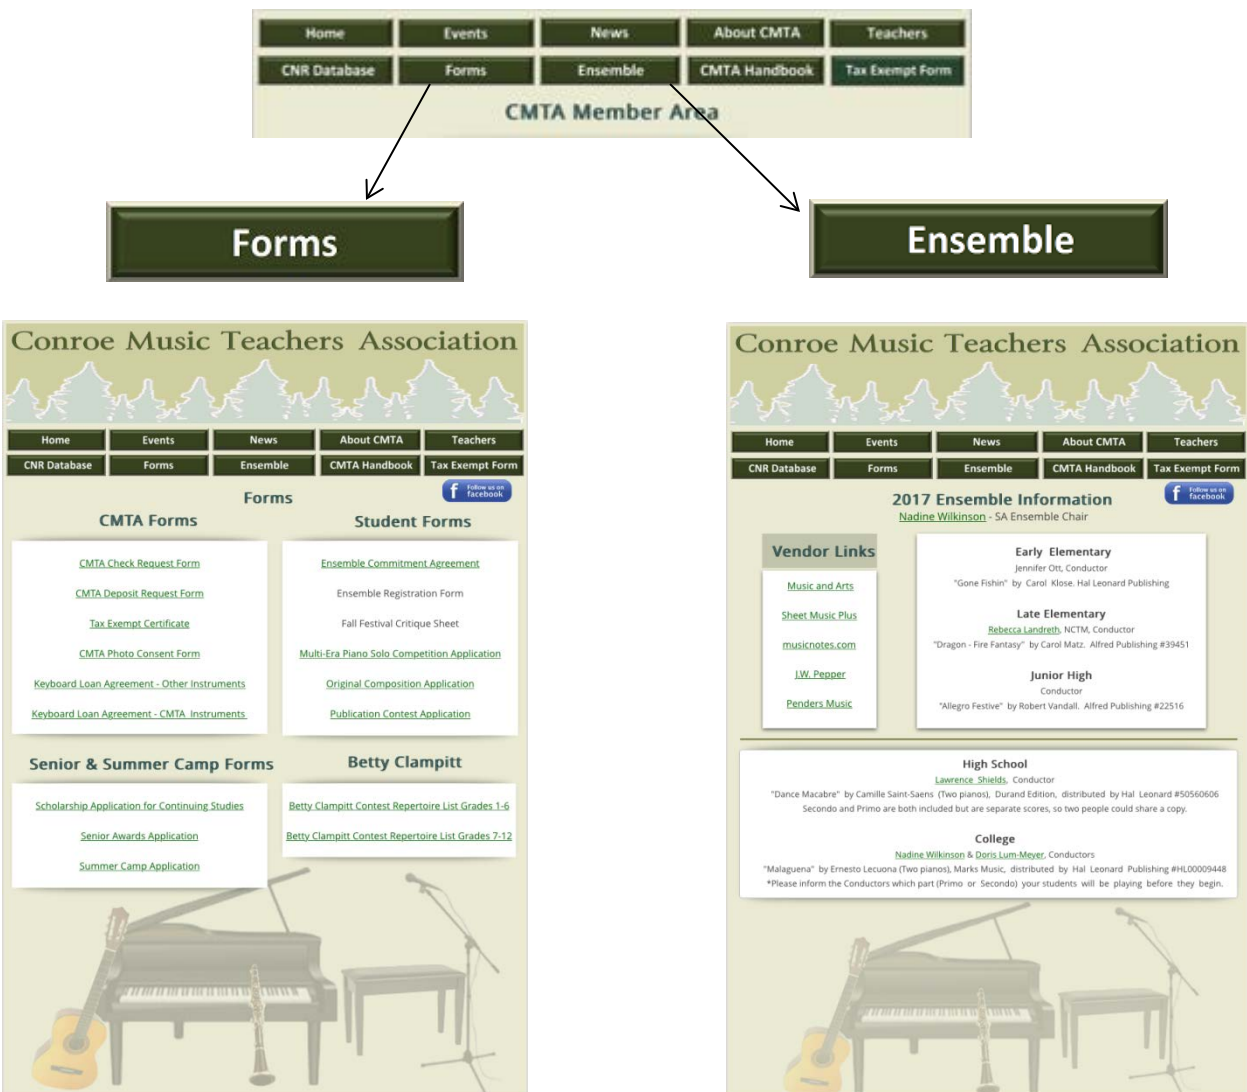 Home Events News About CMTA Teachers
CNR Database Forms Ensemble CMTA Handbook Tax Exempt Form
CMTA Member Area
Forms
Ensemble
Conroe Music Teachers Association
Home Events News About CMTA Teachers
CNR Database Forms Ensemble CMTA Handbook Tax Exempt Form
f Follow us on
facebook
Forms
CMTA Forms
CMTA Check Request Form
CMTA Deposit Request Form
Tax Exempt Certificate
CMTA Photo Consent Form
Keyboard Loan Agreement - Other Instruments
Keyboard Loan Agreement - CMTA Instruments
Student Forms
Ensemble Commitment Agreement
Ensemble Registration Form
Fall Festival Critique Sheet
Multi-Era Piano Solo Competition Application
Original Composition Application
Publication Contest Application
Senior & Summer Camp Forms
Scholarship Application for Continuing Studies
Senior Awards Application
Summer Camp Application
Betty Clampitt
Betty Clampitt Contest Repertoire List Grades 1-6
Betty Clampitt Contest Repertoire List Grades 7-12
Conroe Music Teachers Association
Home Events News About CMTA Teachers
CNR Database Forms Ensemble CMTA Handbook Tax Exempt Form
f Follow us on
facebook
2017 Ensemble Information
Nadine Wilkinson - SA Ensemble Chair
Vendor Links
Music and Arts
Sheet Music Plus
musicnotes.com
J.W. Pepper
Penders Music
Early Elementary
Jennifer Ott, Conductor
"Gone Fishin" by Carol Klose. Hal Leonard Publishing
Late Elementary
Rebecca Landreth, NCTM, Conductor
"Dragon - Fire Fantasy" by Carol Matz. Alfred Publishing #39451
Junior High
Conductor
"Allegro Festive" by Robert Vandall. Alfred Publishing #22516
High School
Lawrence Shields, Conductor
"Dance Macabre" by Camille Saint-Saens (Two pianos), Durand Edition, distributed by Hal Leonard #50560606
Secondo and Primo are both included but are separate scores, so two people could share a copy.
College
Nadine Wilkinson & Doris Lum-Meyer, Conductors
"Malaguena" by Ernesto Lecuona (Two pianos), Marks Music, distributed by Hal Leonard Publishing #HL00009448
*Please inform the Conductors which part (Primo or Secondo) your students will be playing before they begin.